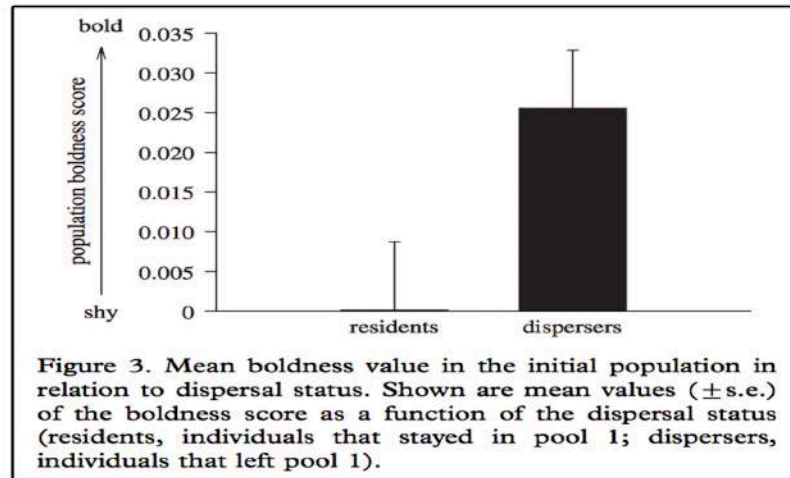 bold
population boldness score
shy
0.035
0.030
0.025
0.020
0.015
0.010
0.005
0
residents
dispersers
Figure 3. Mean boldness value in the initial population in
relation to dispersal status. Shown are mean values (±s.e.)
of the boldness score as a function of the dispersal status
(residents, individuals that stayed in pool 1; dispersers,
individuals that left pool 1).